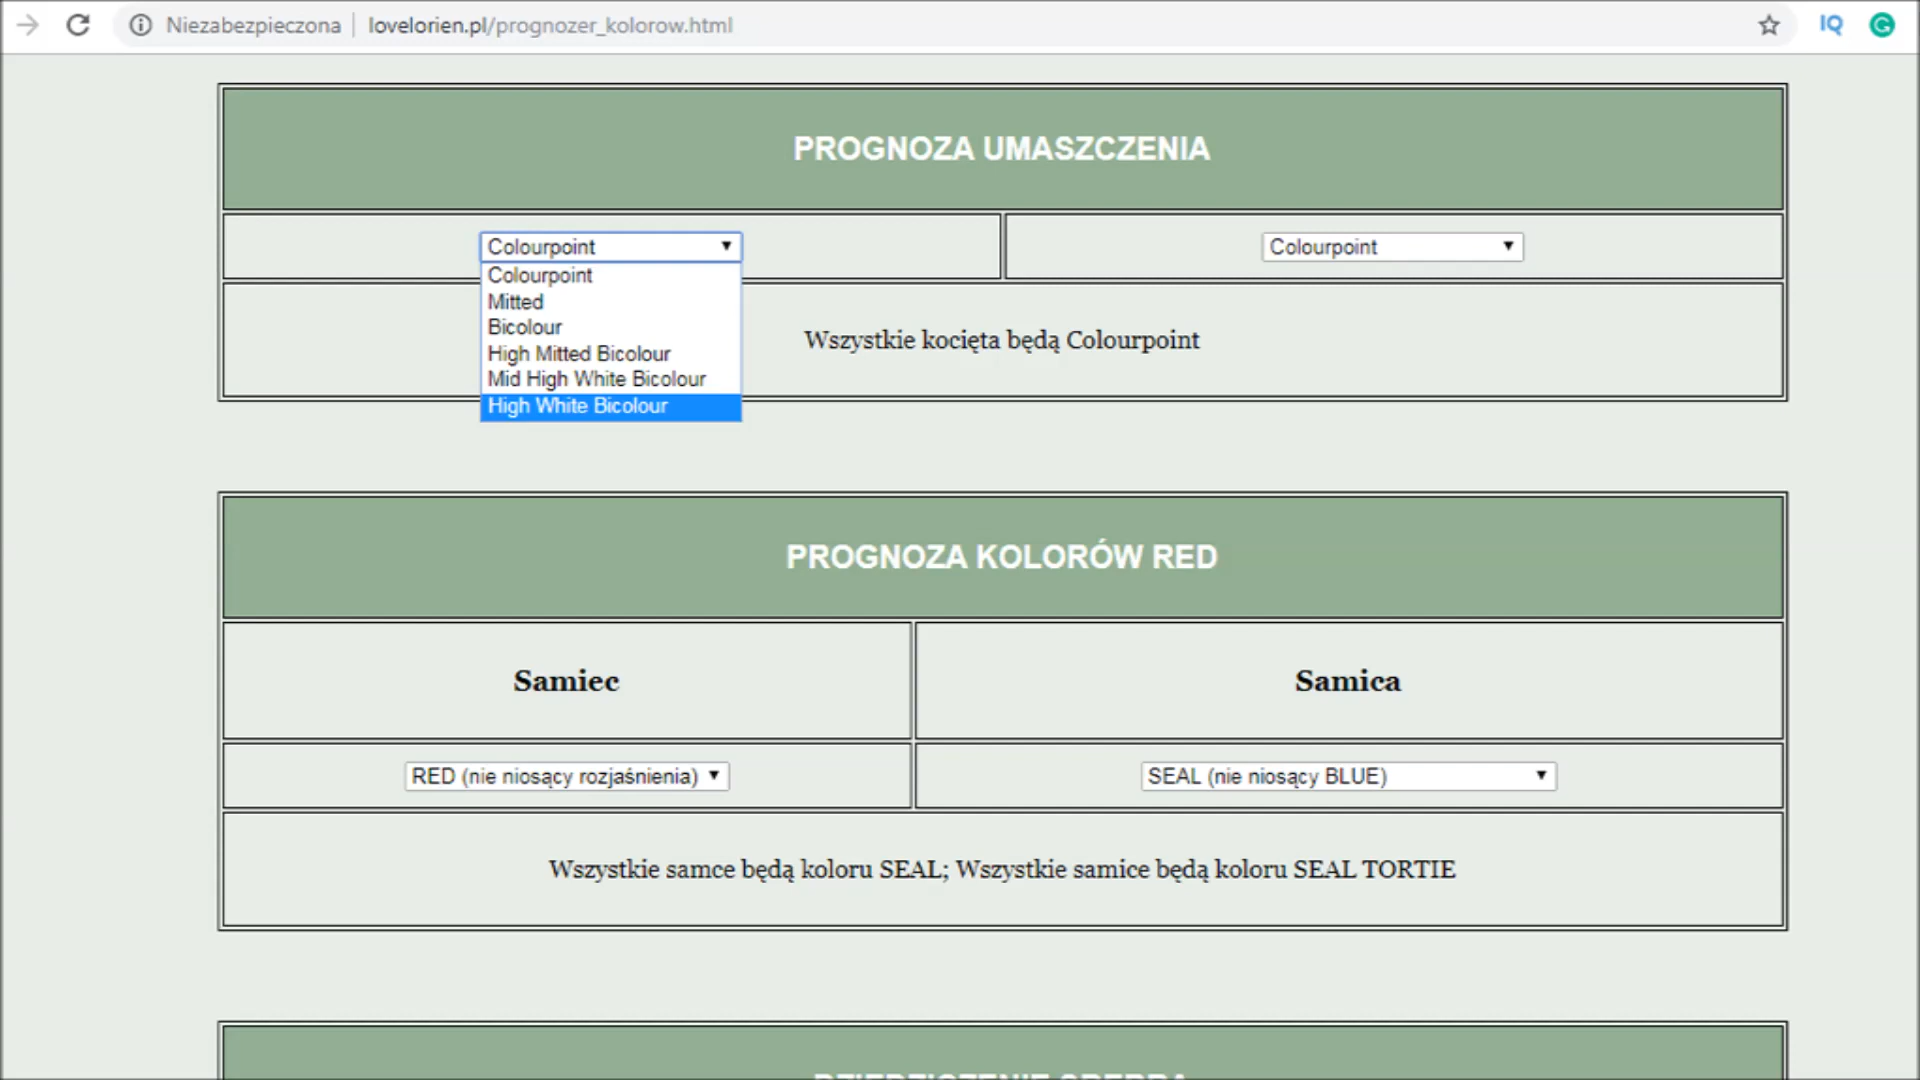 Niezabezpieczona | lovelorien.pl/prognozer_kolorow.html
IQ
G
PROGNOZA UMASZCZENIA
Colourpoint
Colourpoint
Colourpoint
Mitted
Bicolour
High Mitted Bicolour
Mid High White Bicolour
High White Bicolour
Wszystkie kocięta będą Colourpoint
PROGNOZA KOLORÓW RED
Samiec
Samica
RED (nie niosący rozjaśnienia)
SEAL (nie niosący BLUE)
Wszystkie samce będą koloru SEAL; Wszystkie samice będą koloru SEAL TORTIE